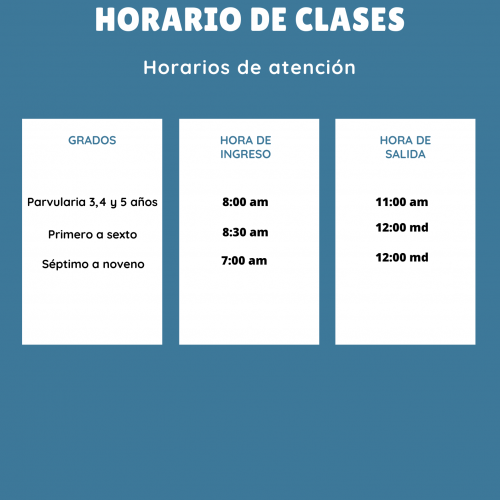 HORARIO DE CLASES
Horarios de atención
GRADOS
HORA DE
INGRESO
HORA DE
SALIDA
Parvularia 3,4 y 5 años
8:00 am
11:00 am
Primero a sexto
8:30 am
12:00 md
Séptimo a noveno
7:00 am
12:00 md